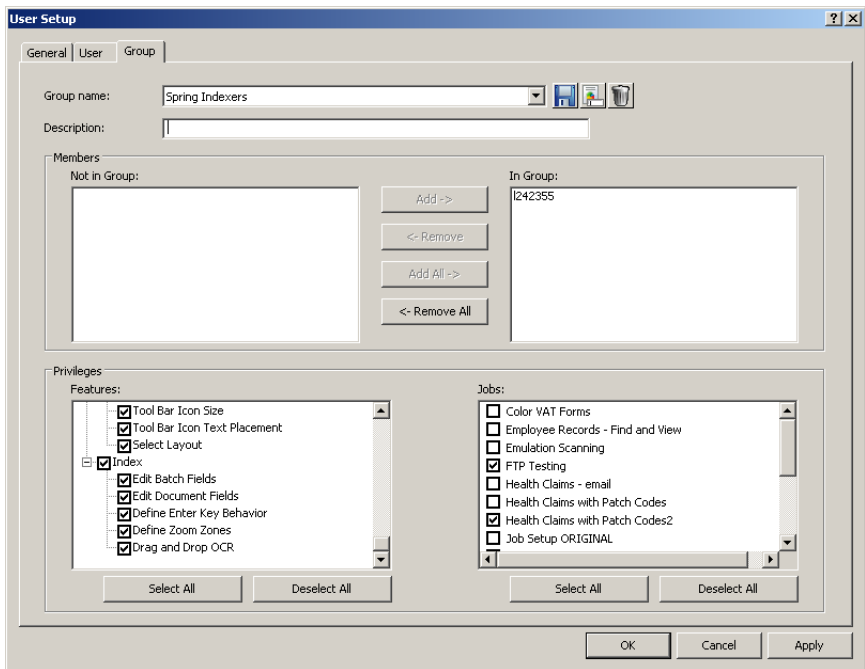 User Setup
General User Group
Group name: Spring Indexers
Description:
Members
Not in Group:
In Group:
Add ->
<- Remove
Add All ->
<- Remove All
l242355
Privileges
Features:
Tool Bar Icon Size
Tool Bar Icon Text Placement
Select Layout
Index
Edit Batch Fields
Edit Document Fields
Define Enter Key Behavior
Define Zoom Zones
Drag and Drop OCR
Select All Deselect All
Jobs:
Color VAT Forms
Employee Records - Find and View
Emulation Scanning
FTP Testing
Health Claims - email
Health Claims with Patch Codes
Health Claims with Patch Codes2
Job Setup ORIGINAL
Select All Deselect All
OK Cancel Apply